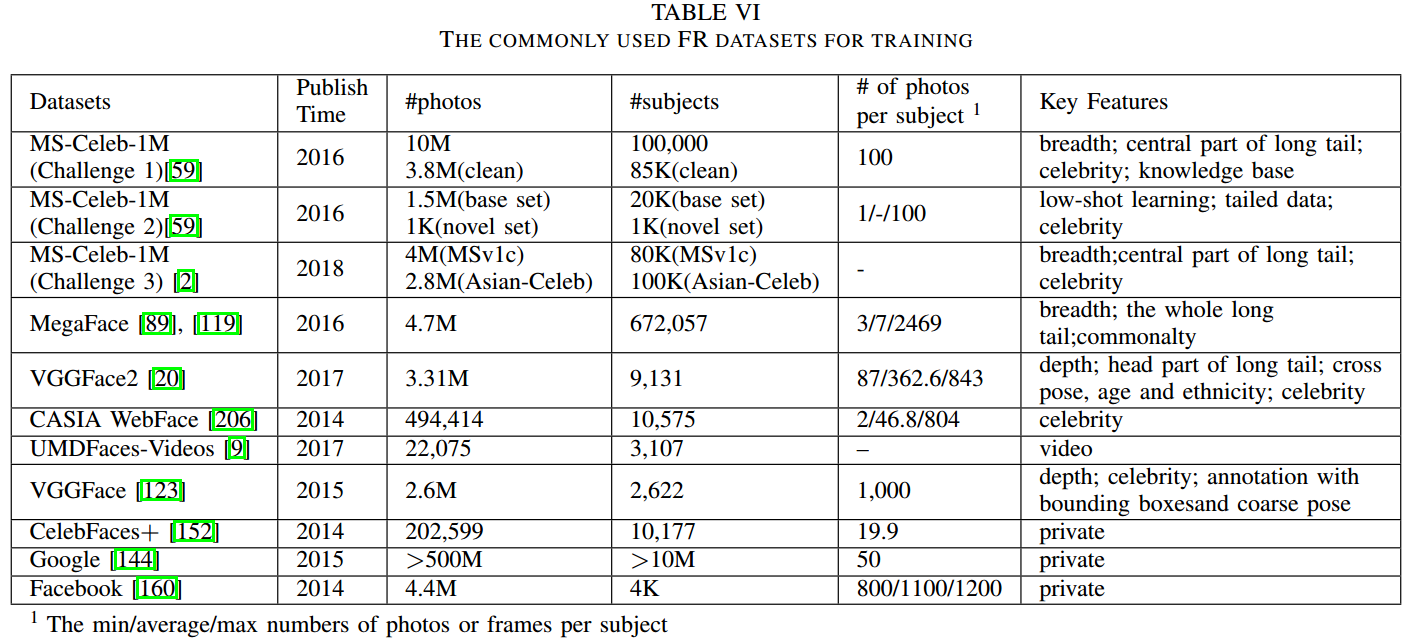 TABLE VI
THE COMMONLY USED FR DATASETS FOR TRAINING
Datasets | Publish Time | #photos | #subjects | # of photos per subject 1 | Key Features
MS-Celeb-1M (Challenge 1)[59] | 2016 | 10M 3.8M(clean) | 100,000 85K(clean) | 100 | breadth; central part of long tail; celebrity; knowledge base
MS-Celeb-1M (Challenge 2)[59] | 2016 | 1.5M(base set) 1K(novel set) | 20K(base set) 1K(novel set) | 1/-/100 | low-shot learning; tailed data; celebrity
MS-Celeb-1M (Challenge 3) [2] | 2018 | 4M(MSv1c) 2.8M(Asian-Celeb) | 80K(MSv1c) 100K(Asian-Celeb) | - | breadth;central part of long tail; celebrity
MegaFace [89], [119] | 2016 | 4.7M | 672,057 | 3/7/2469 | breadth; the whole long tail;commonalty
VGGFace2 [20] | 2017 | 3.31M | 9,131 | 87/362.6/843 | depth; head part of long tail; cross pose, age and ethnicity; celebrity
CASIA WebFace [206] | 2014 | 494,414 | 10,575 | 2/46.8/804 | celebrity
UMDFaces-Videos [9] | 2017 | 22,075 | 3,107 | – | video
VGGFace [123] | 2015 | 2.6M | 2,622 | 1,000 | depth; celebrity; annotation with bounding boxesand coarse pose
CelebFaces+ [152] | 2014 | 202,599 | 10,177 | 19.9 | private
Google [144] | 2015 | >500M | >10M | 50 | private
Facebook [160] | 2014 | 4.4M | 4K | 800/1100/1200 | private
1 The min/average/max numbers of photos or frames per subject